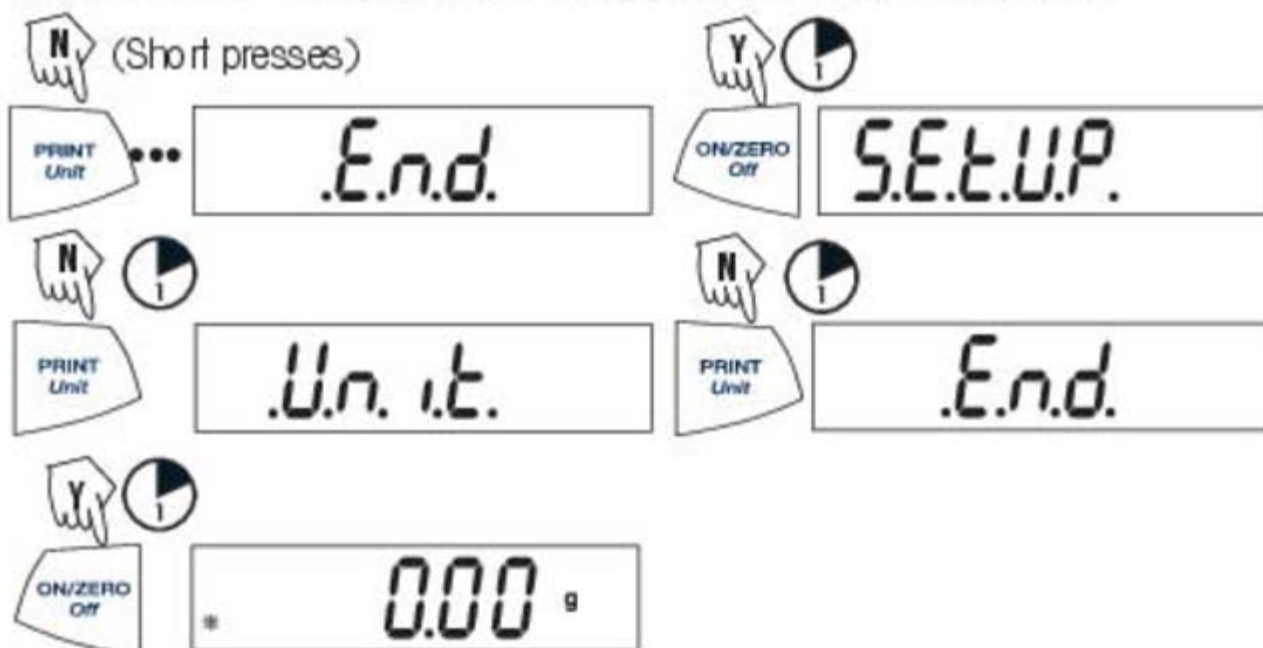 N (Short presses)
Y 1
PRINT
Unit
.E.n.d.
ON/ZERO
Off
S.E.t.U.P.
N 1
N 1
PRINT
Unit
.U.n. i.t.
PRINT
Unit
.E.n.d.
Y 1
ON/ZERO
Off
* 0.00 g